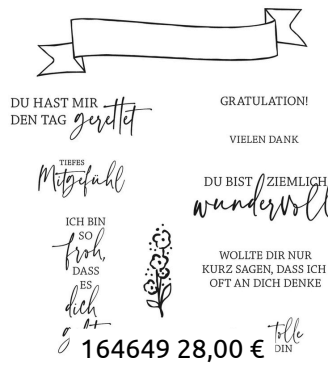 DU HAST MIR
DEN TAG gerettet
GRATULATION!
VIELEN DANK
TIEFES
Mitgefühl
DU BIST ZIEMLICH
wundervoll
ICH BIN
SO
froh,
DASS
ES
dich
WOLLTE DIR NUR
KURZ SAGEN, DASS ICH
OFT AN DICH DENKE
tolle
DIN
164649 28,00 €